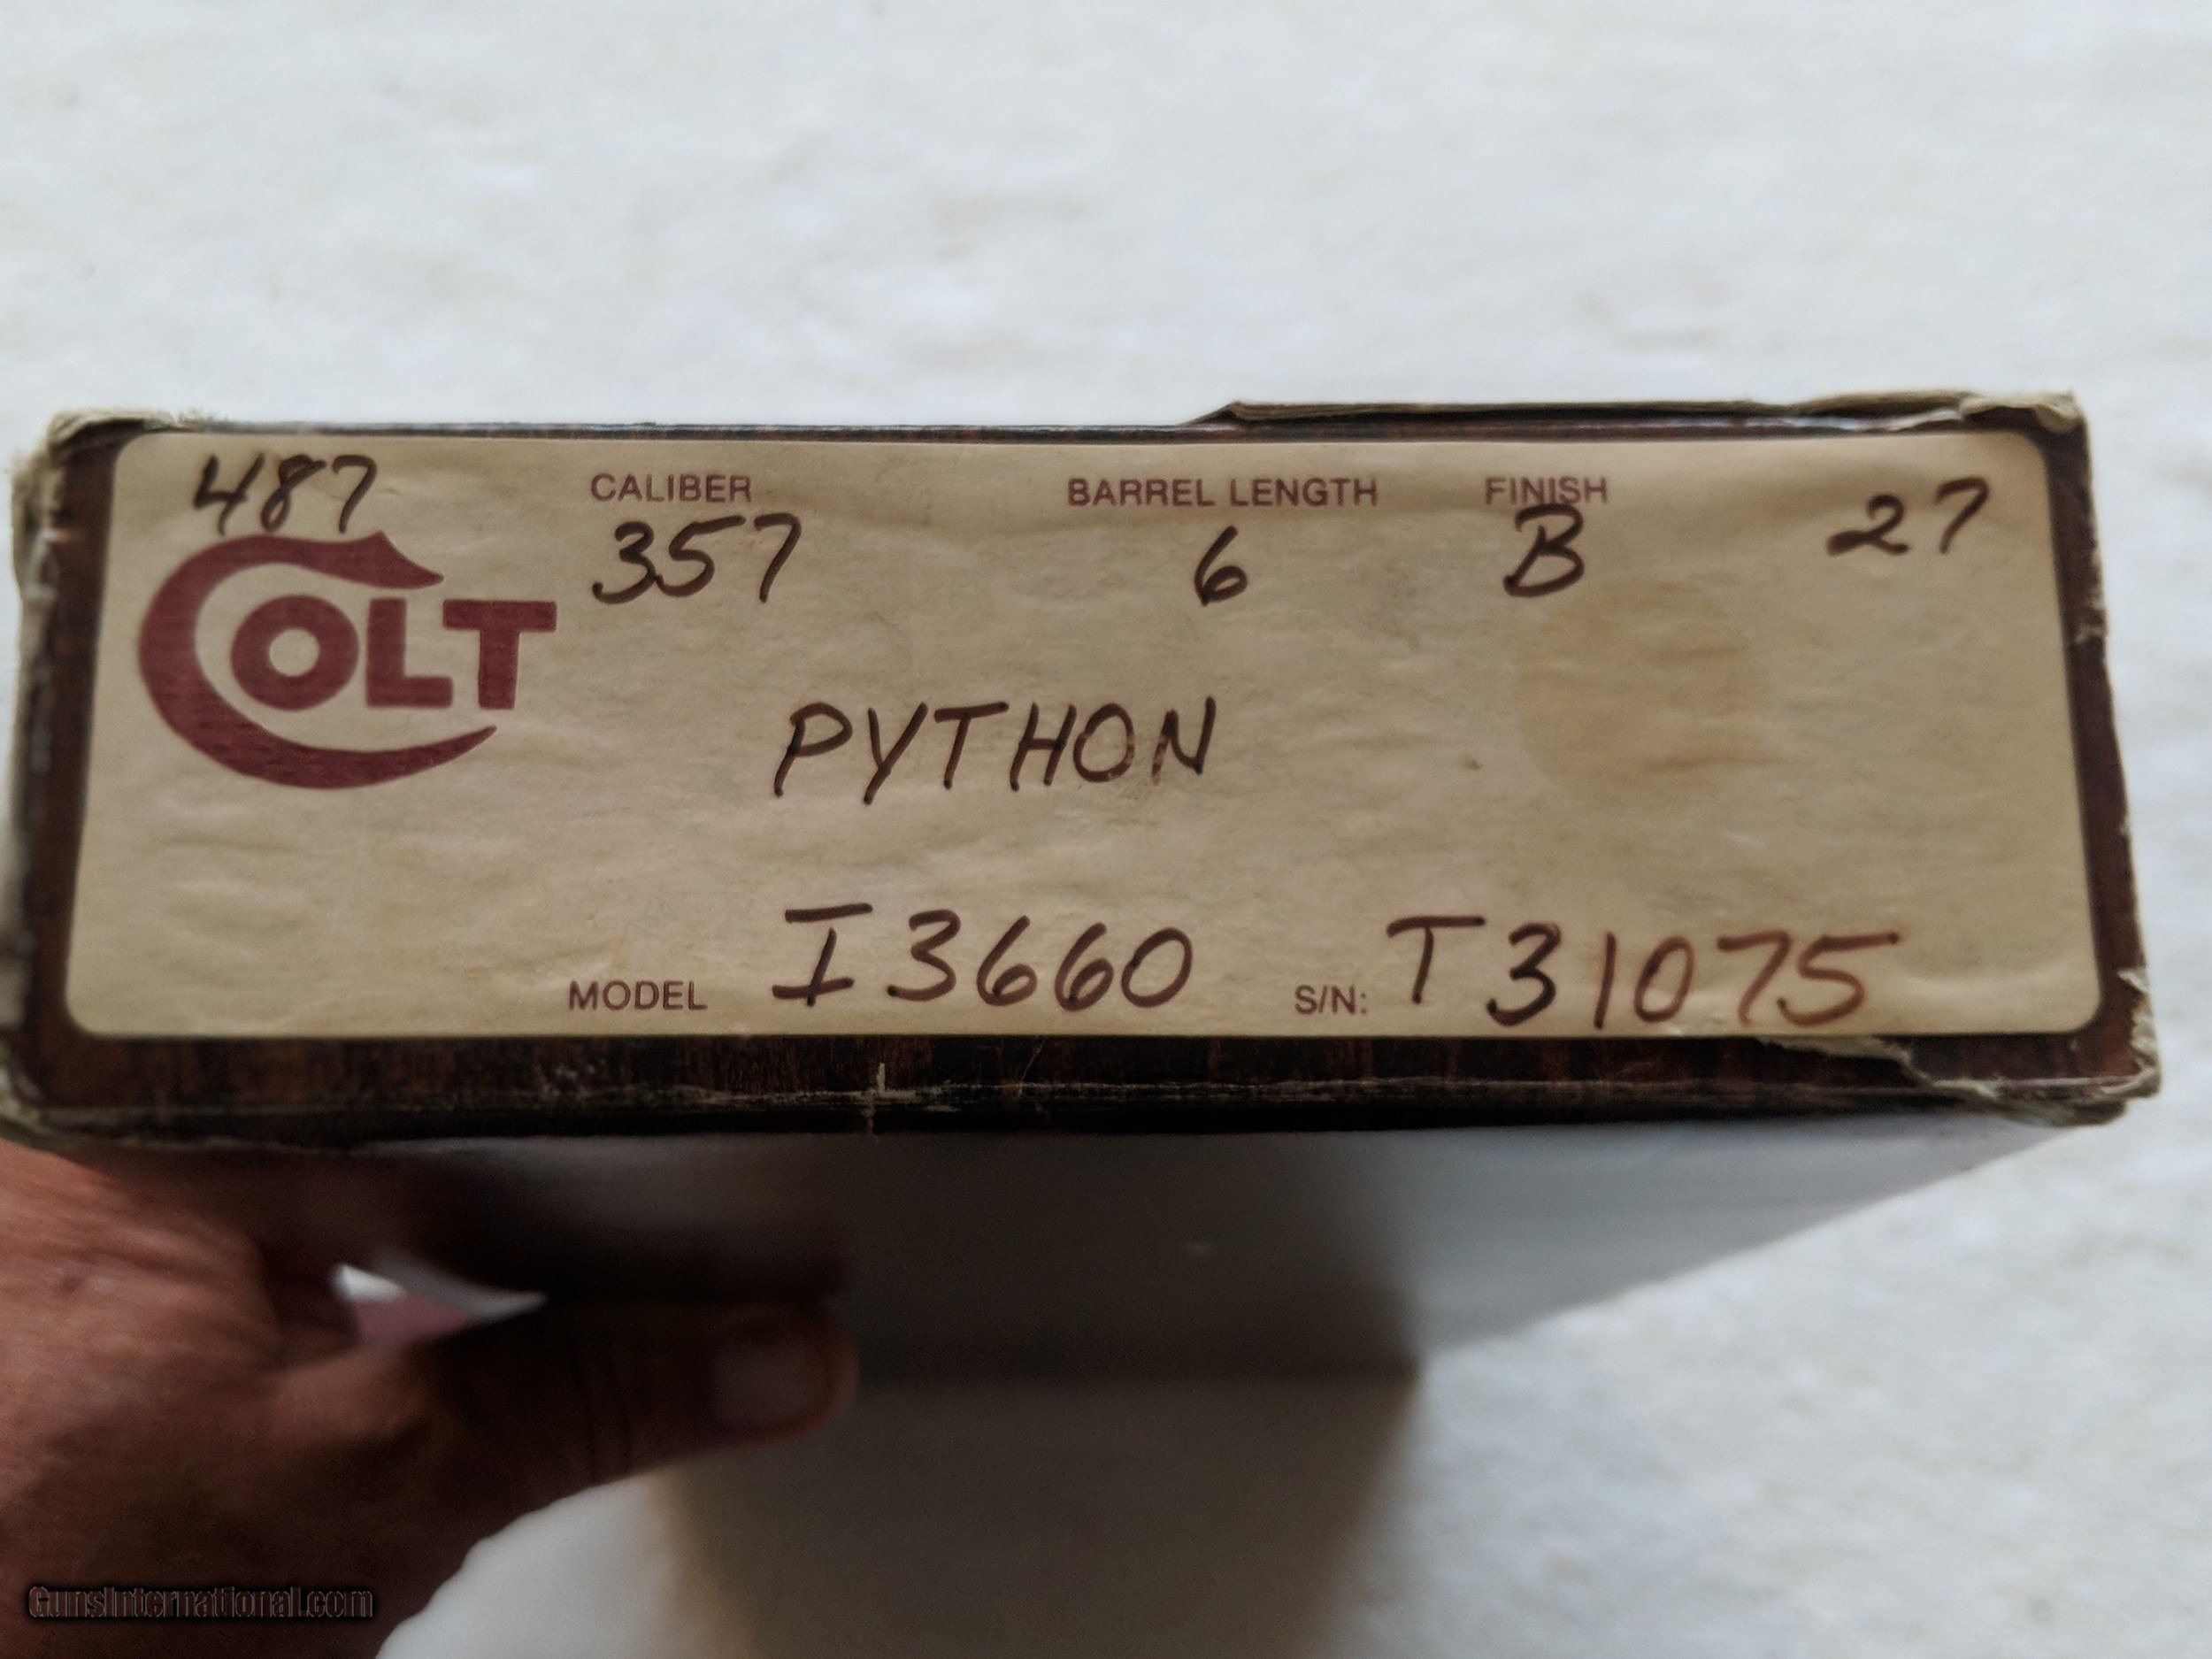 487 CALIBER BARREL LENGTH FINISH 27
357 6 B
COLT
PYTHON
MODEL I3660 S/N: T31075
GunsInternational.com